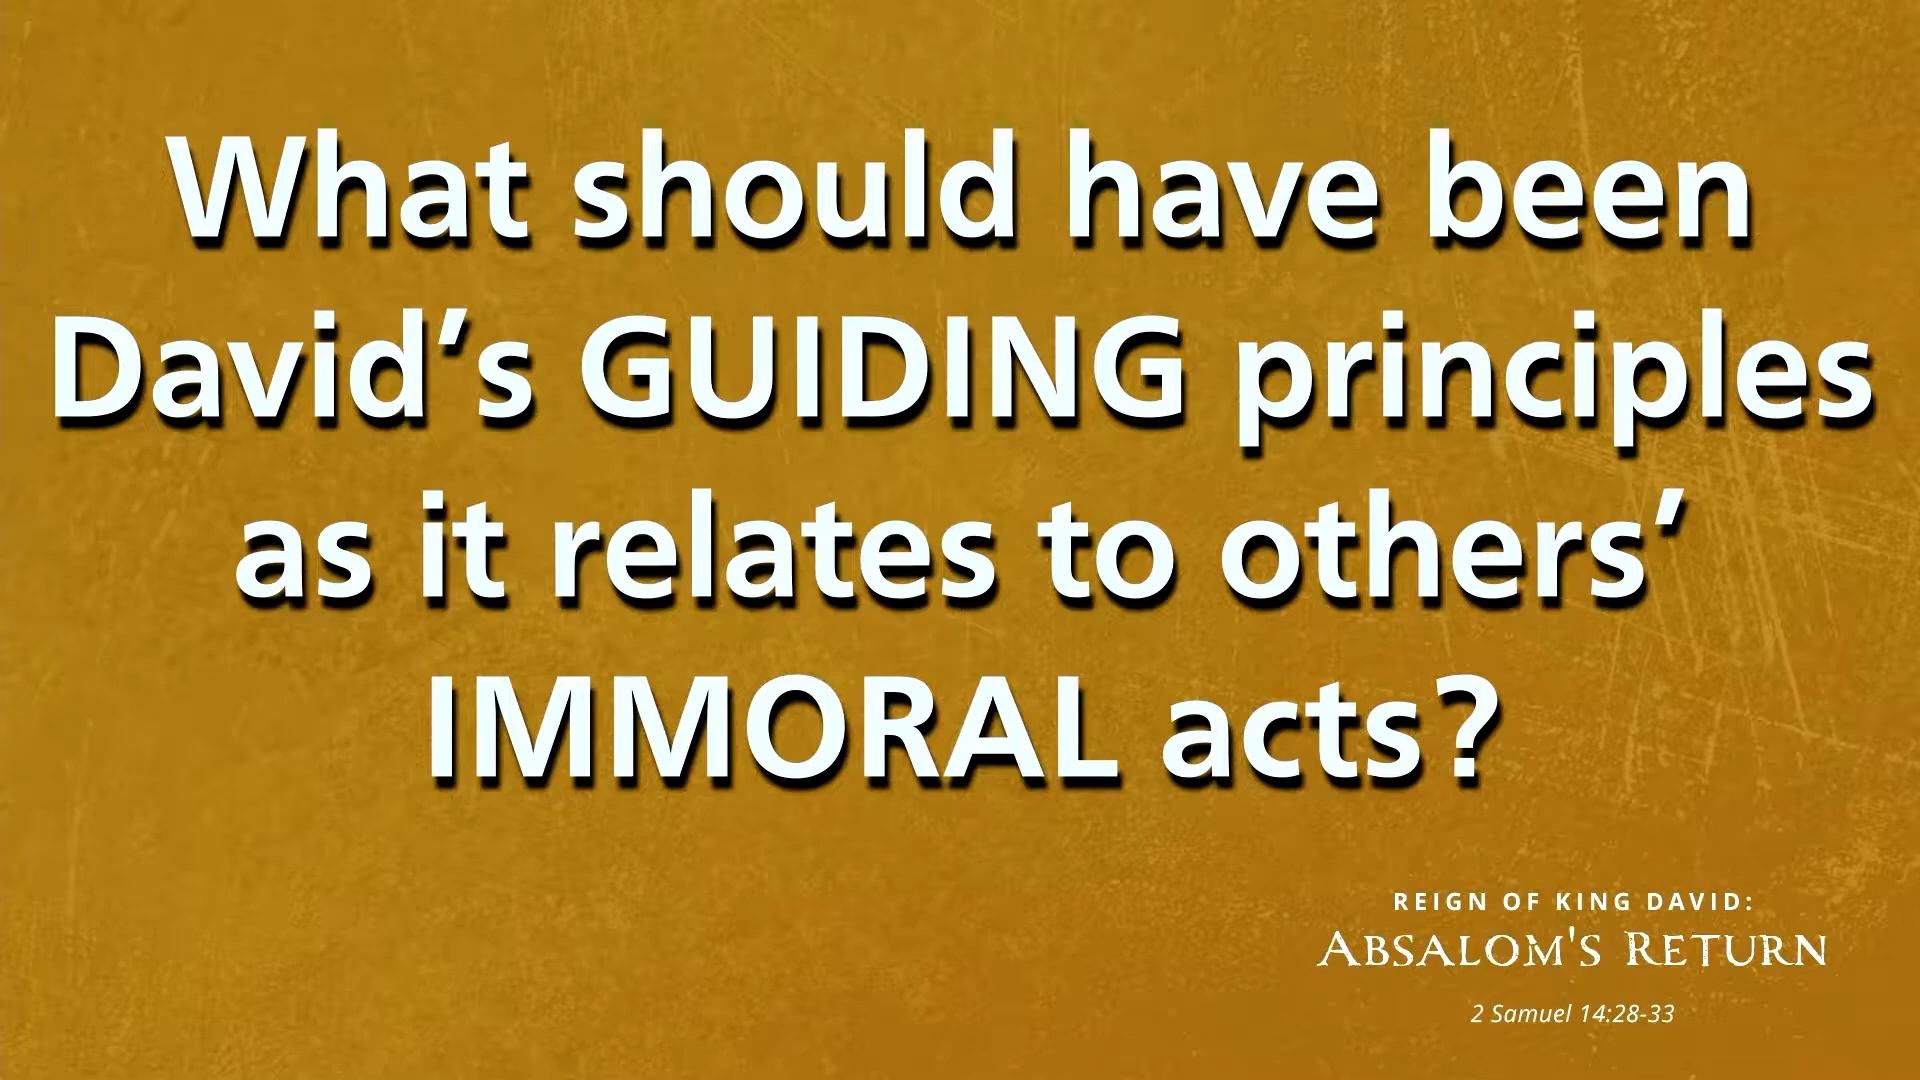 What should have been
David’s GUIDING principles
as it relates to others’
IMMORAL acts?
REIGN OF KING DAVID:
ABSALOM'S RETURN
2 Samuel 14:28-33